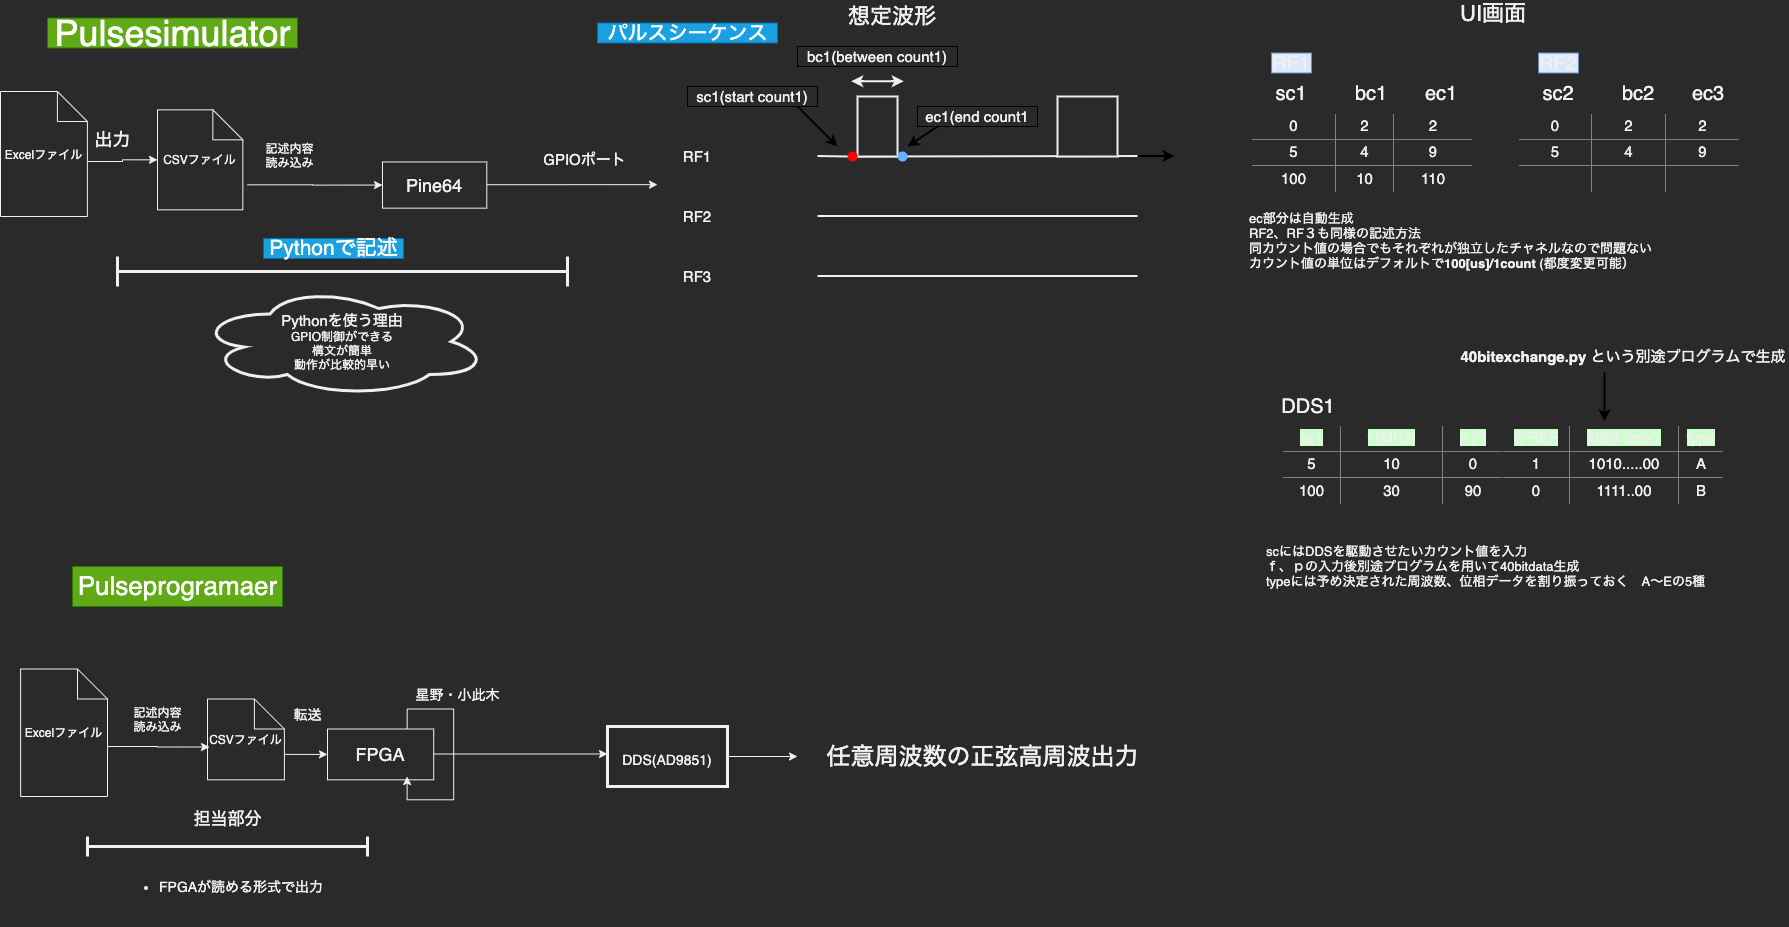 Pulsesimulator
パルスシーケンス
想定波形
UI画面
bc1(between count1)
sc1(start count1)
ec1(end count1
Excelファイル
出力
CSVファイル
記述内容
読み込み
Pine64
GPIOポート
RF1
RF2
RF3
Pythonで記述
Pythonを使う理由
GPIO制御ができる
構文が簡単
動作が比較的早い
RF1
sc1 bc1 ec1
0 2 2
5 4 9
100 10 110
RF2
sc2 bc2 ec3
0 2 2
5 4 9
ec部分は自動生成
RF2、RF３も同様の記述方法
同カウント値の場合でもそれぞれが独立したチャネルなので問題ない
カウント値の単位はデフォルトで100[us]/1count (都度変更可能）
40bitexchange.py という別途プログラムで生成
DDS1
type
5 10 0 1 1010.....00 A
100 30 90 0 1111..00 B
scにはDDSを駆動させたいカウント値を入力
ｆ、ｐの入力後別途プログラムを用いて40bitdata生成
typeには予め決定された周波数、位相データを割り振っておく　A〜Eの5種
Pulseprogramaer
Excelファイル
記述内容
読み込み
CSVファイル
転送
FPGA
星野・小此木
DDS(AD9851)
任意周波数の正弦高周波出力
担当部分
• FPGAが読める形式で出力